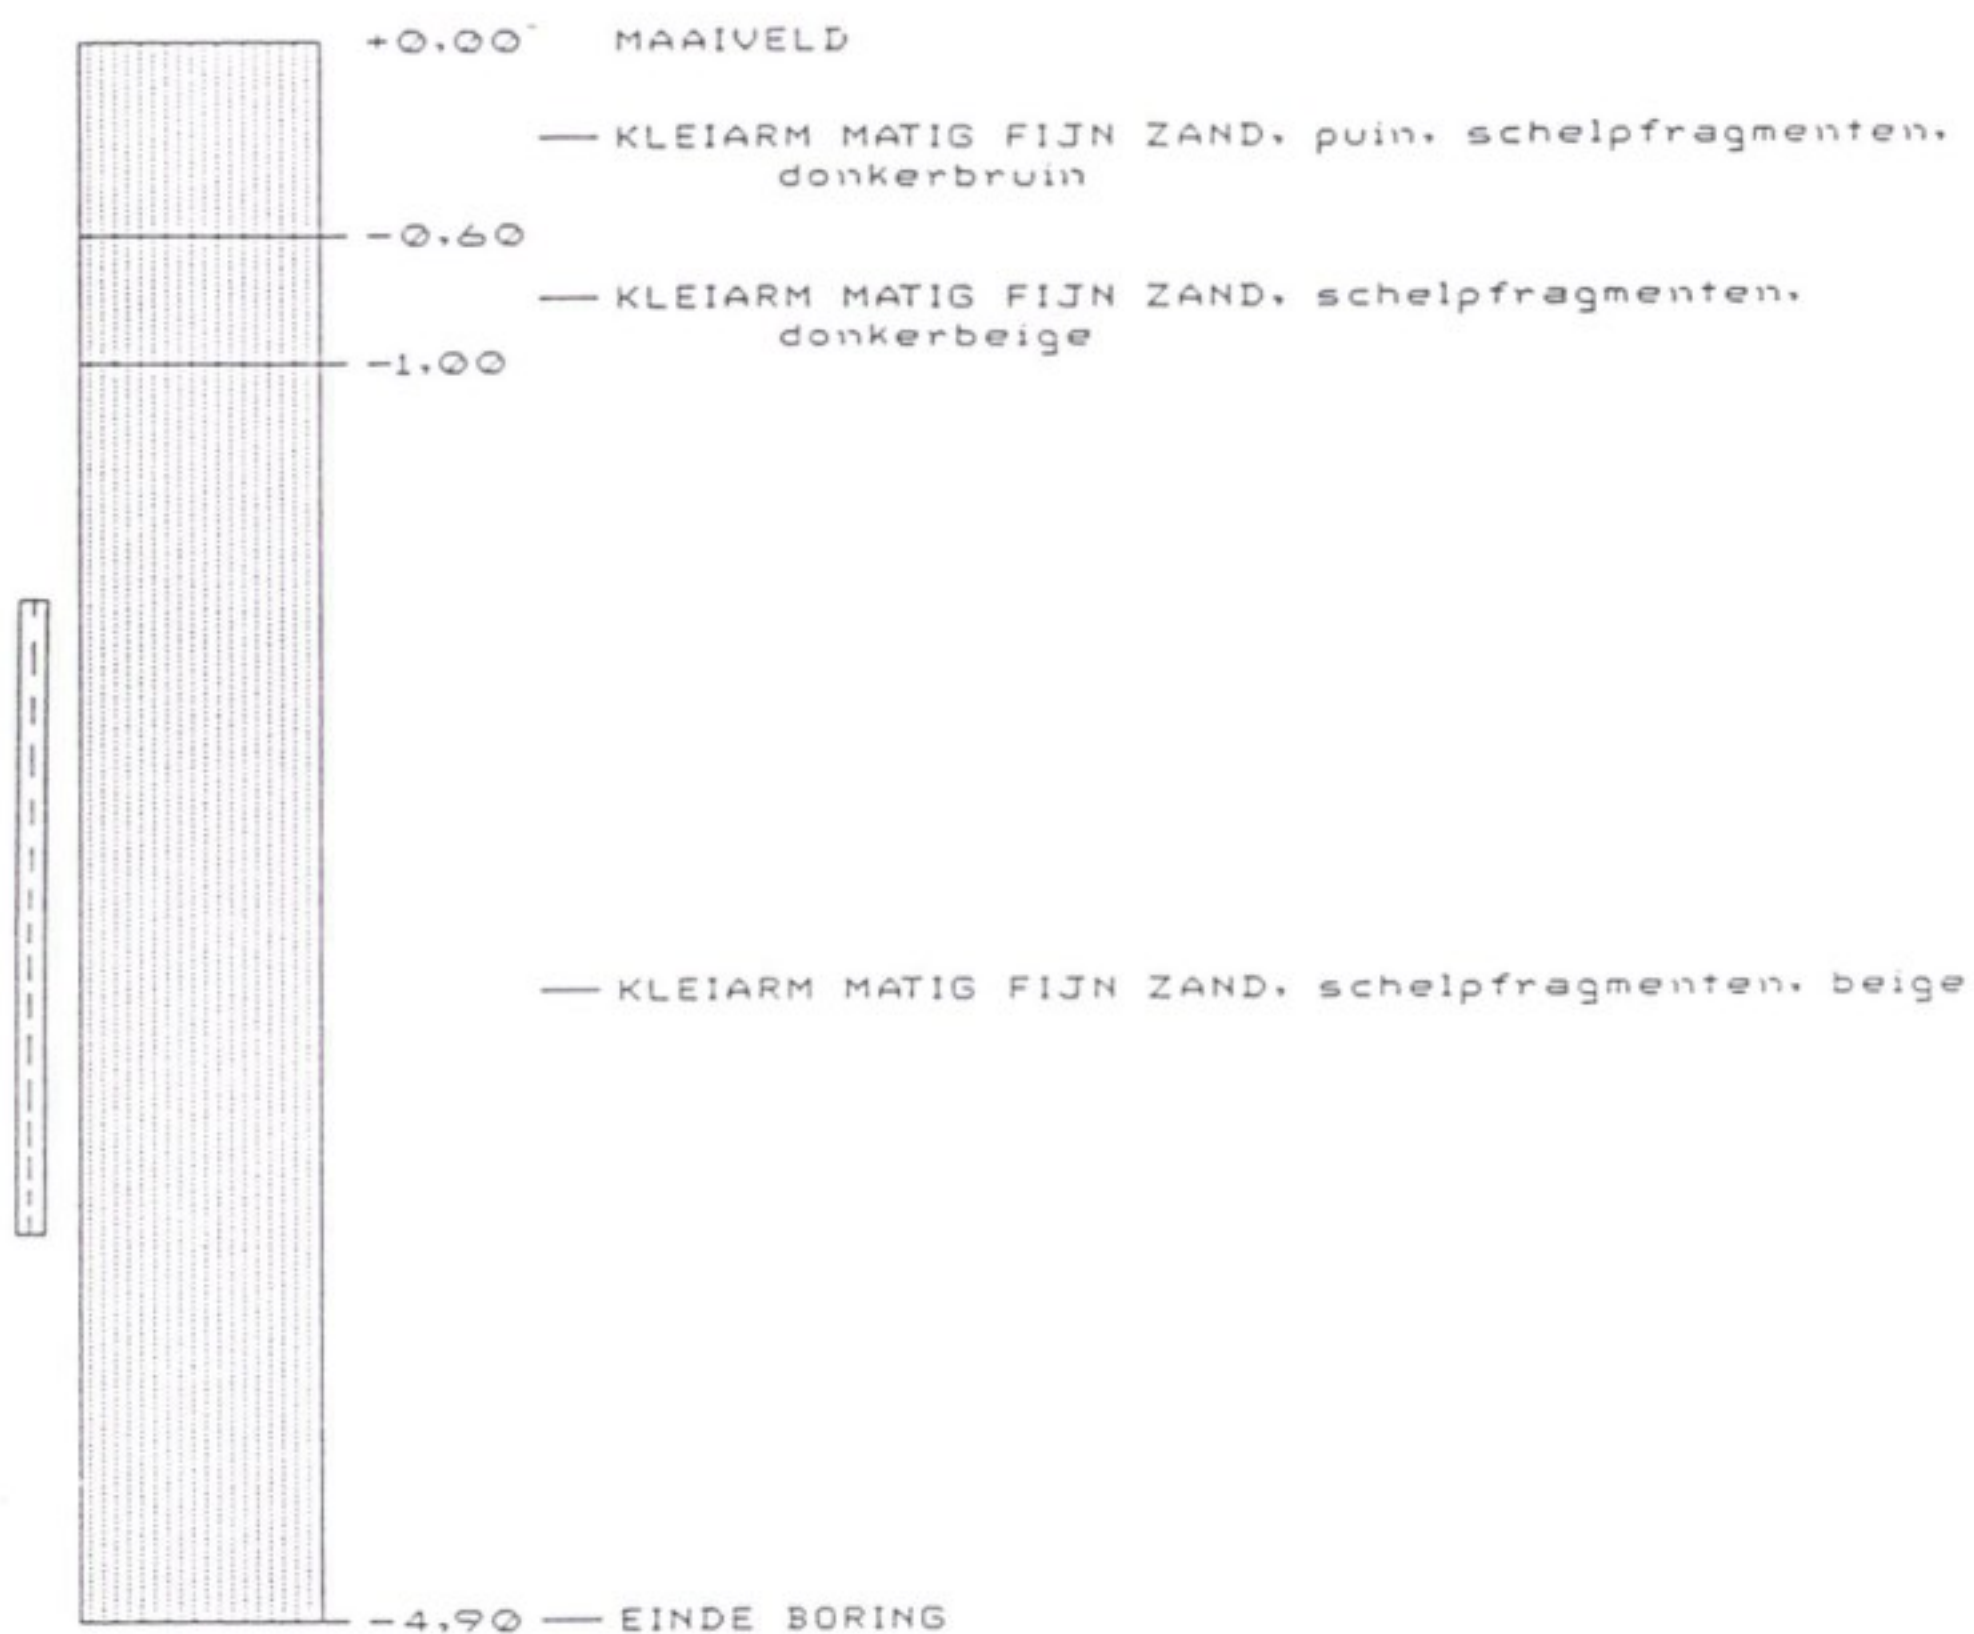 +0.00 MAAIVELD
KLEIARM MATIG FIJN ZAND, puin, schelpfragmenten,
donkerbruin
-0.60
KLEIARM MATIG FIJN ZAND, schelpfragmenten,
donkerbeige
-1.00
KLEIARM MATIG FIJN ZAND, schelpfragmenten, beige
-4.90 EINDE BORING